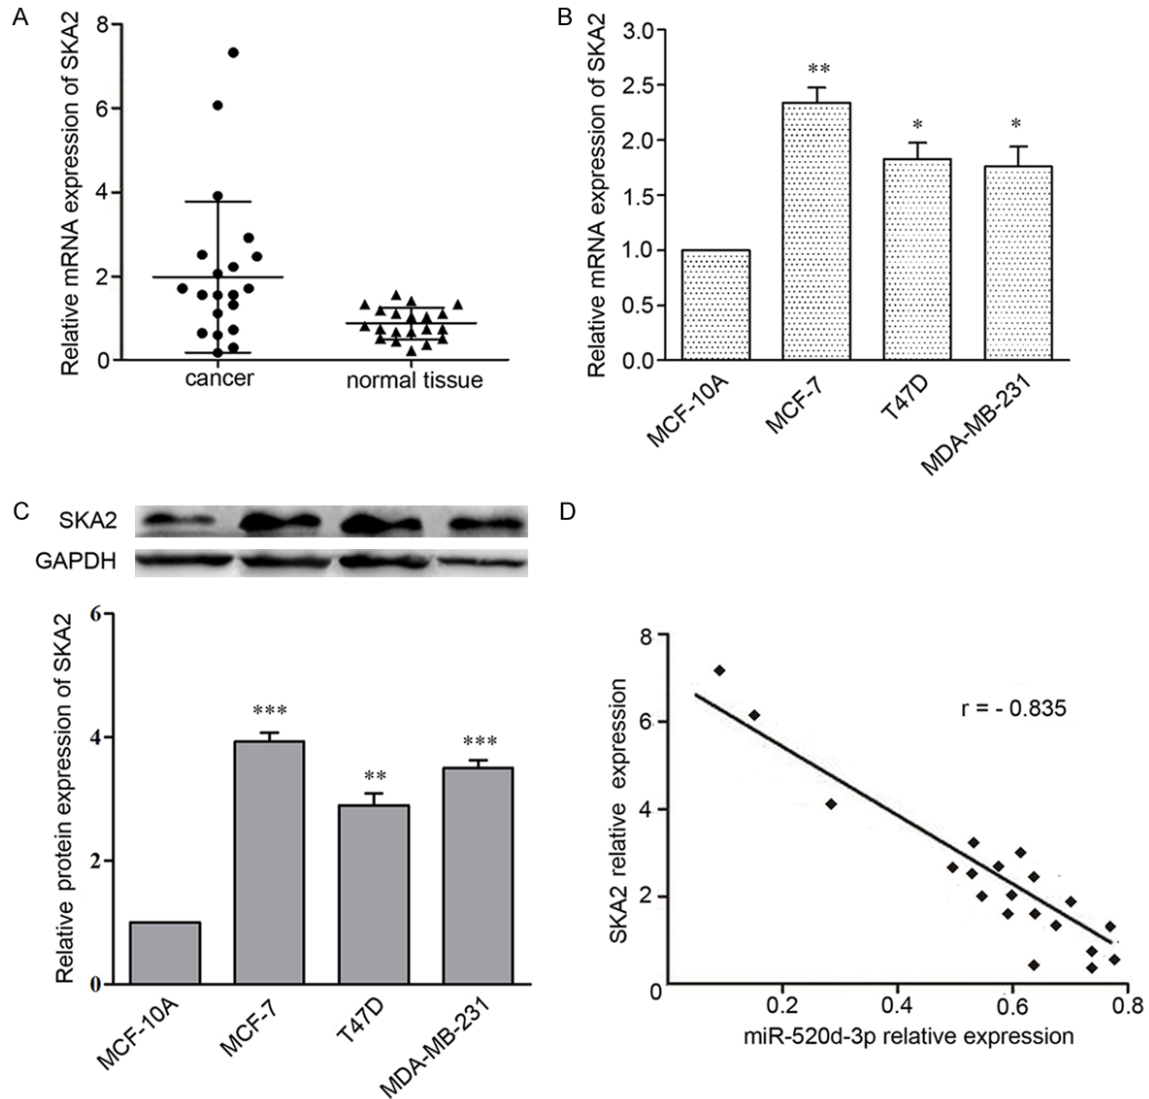 A
Relative mRNA expression of SKA2
8
6
4
2
0
cancer
normal tissue
B
Relative mRNA expression of SKA2
3.0
2.5
2.0
1.5
1.0
0.5
0.0
**
*
*
MCF-10A
MCF-7
T47D
MDA-MB-231
C
SKA2
GAPDH
Relative protein expression of SKA2
6
4
2
0
***
**
***
MCF-10A
MCF-7
T47D
MDA-MB-231
D
SKA2 relative expression
8
6
4
2
0
r = - 0.835
0.2
0.4
0.6
0.8
miR-520d-3p relative expression